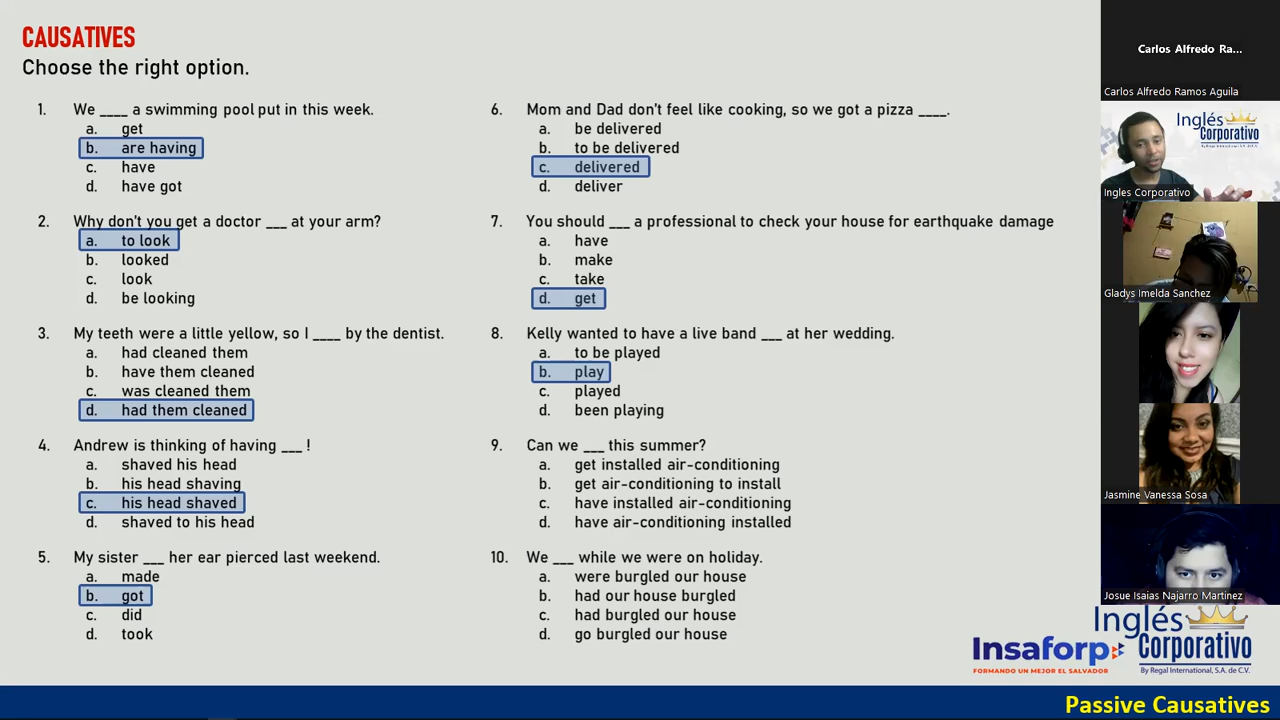 CAUSATIVES
Choose the right option.
1. We ____ a swimming pool put in this week.
a. get
b. are having
c. have
d. have got
2. Why don't you get a doctor ___ at your arm?
a. to look
b. looked
c. look
d. be looking
3. My teeth were a little yellow, so I ____ by the dentist.
a. had cleaned them
b. have them cleaned
c. was cleaned them
d. had them cleaned
4. Andrew is thinking of having ___ !
a. shaved his head
b. his head shaving
c. his head shaved
d. shaved to his head
5. My sister ___ her ear pierced last weekend.
a. made
b. got
c. did
d. took
6. Mom and Dad don't feel like cooking, so we got a pizza ____.
a. be delivered
b. to be delivered
c. delivered
d. deliver
7. You should ___ a professional to check your house for earthquake damage
a. have
b. make
c. take
d. get
8. Kelly wanted to have a live band ___ at her wedding.
a. to be played
b. play
c. played
d. been playing
9. Can we ___ this summer?
a. get installed air-conditioning
b. get air-conditioning to install
c. have installed air-conditioning
d. have air-conditioning installed
10. We ___ while we were on holiday.
a. were burgled our house
b. had our house burgled
c. had burgled our house
d. go burgled our house
Carlos Alfredo Ra...
Carlos Alfredo Ramos Aguila
Inglés
Corporativo
By Regal International, S.A. de C.V.
Ingles Corporativo
Gladys Imelda Sanchez
Jasmine Vanessa Sosa
Josue Isaias Najarro Martinez
Insaforp
FORMANDO UN MEJOR EL SALVADOR
Inglés
Corporativo
By Regal International, S.A. de C.V.
Passive Causatives